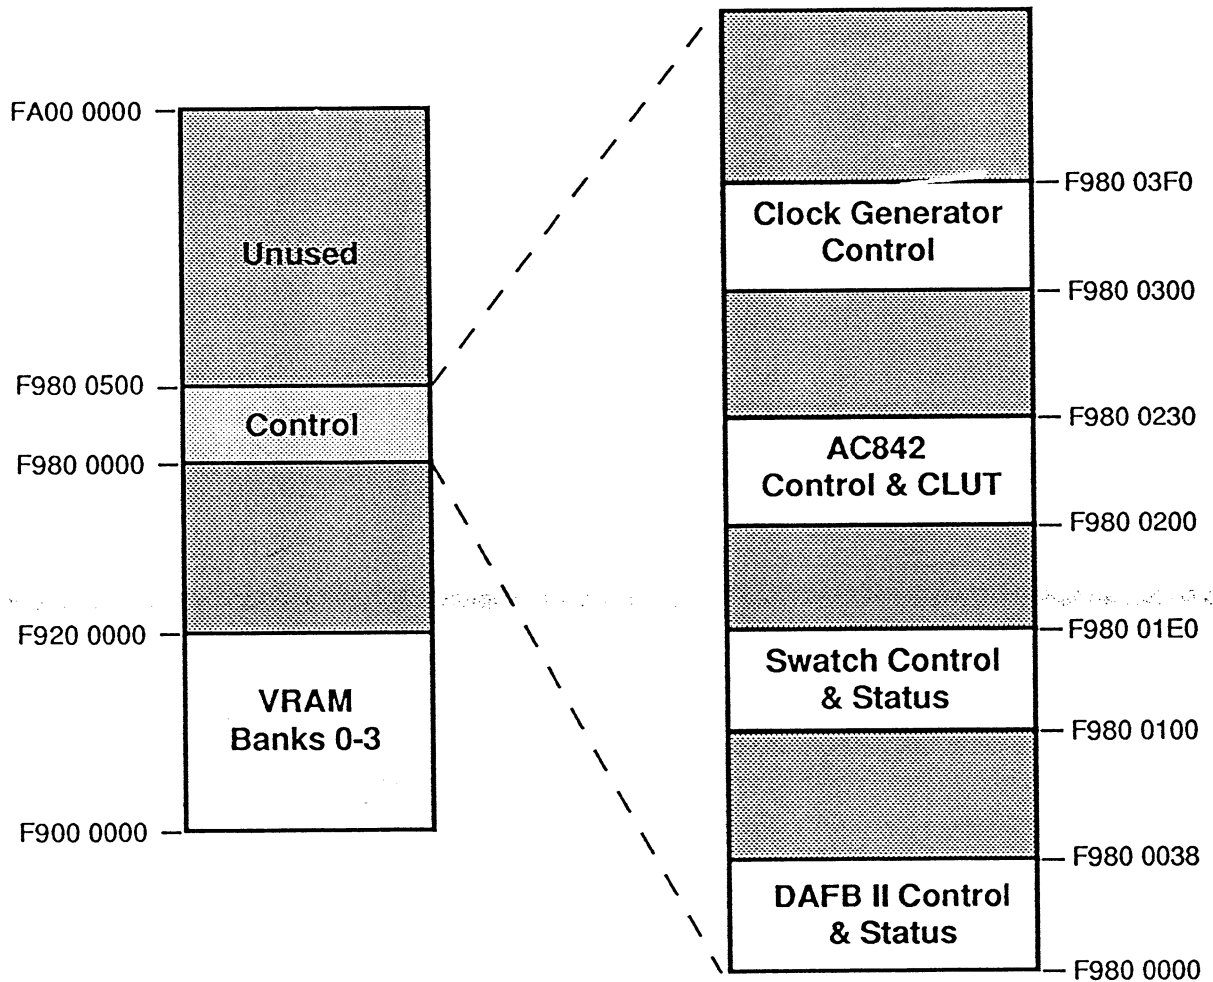 FA00 0000
Unused
F980 0500
Control
F980 0000
F920 0000
VRAM
Banks 0-3
F900 0000
F980 03F0
Clock Generator
Control
F980 0300
F980 0230
AC842
Control & CLUT
F980 0200
F980 01E0
Swatch Control
& Status
F980 0100
F980 0038
DAFB II Control
& Status
F980 0000